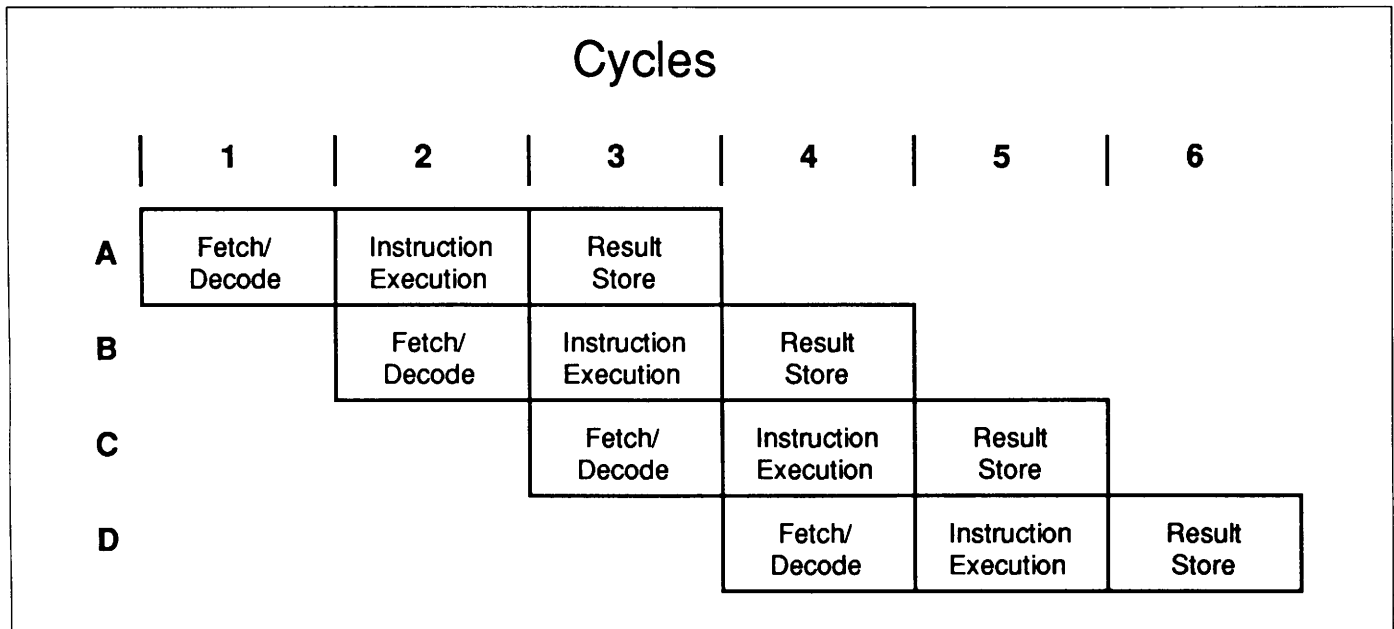 Cycles
1 2 3 4 5 6
A Fetch/ Instruction Result
Decode Execution Store
B Fetch/ Instruction Result
Decode Execution Store
C Fetch/ Instruction Result
Decode Execution Store
D Fetch/ Instruction Result
Decode Execution Store